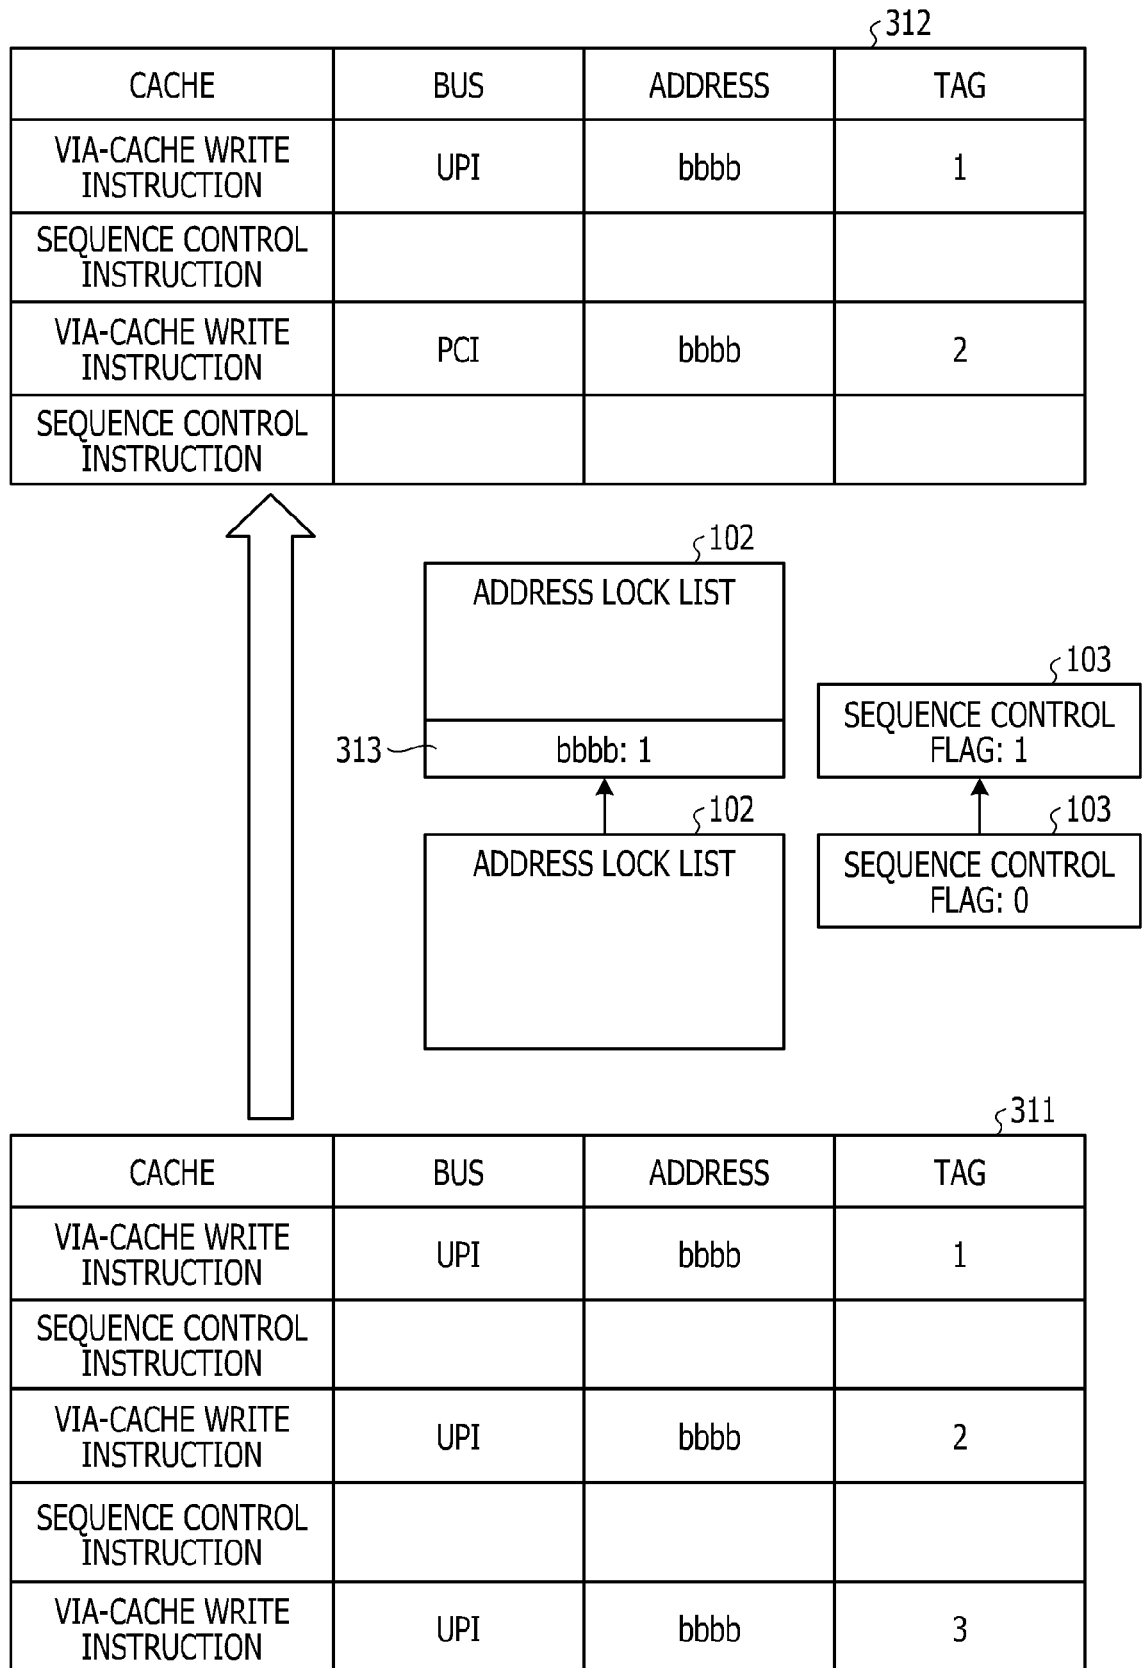 312
CACHE BUS ADDRESS TAG
VIA-CACHE WRITE
INSTRUCTION UPI bbbb 1
SEQUENCE CONTROL
INSTRUCTION
VIA-CACHE WRITE
INSTRUCTION PCI bbbb 2
SEQUENCE CONTROL
INSTRUCTION
102
ADDRESS LOCK LIST
313 bbbb: 1
103
SEQUENCE CONTROL
FLAG: 1
102
ADDRESS LOCK LIST
103
SEQUENCE CONTROL
FLAG: 0
311
CACHE BUS ADDRESS TAG
VIA-CACHE WRITE
INSTRUCTION UPI bbbb 1
SEQUENCE CONTROL
INSTRUCTION
VIA-CACHE WRITE
INSTRUCTION UPI bbbb 2
SEQUENCE CONTROL
INSTRUCTION
VIA-CACHE WRITE
INSTRUCTION UPI bbbb 3